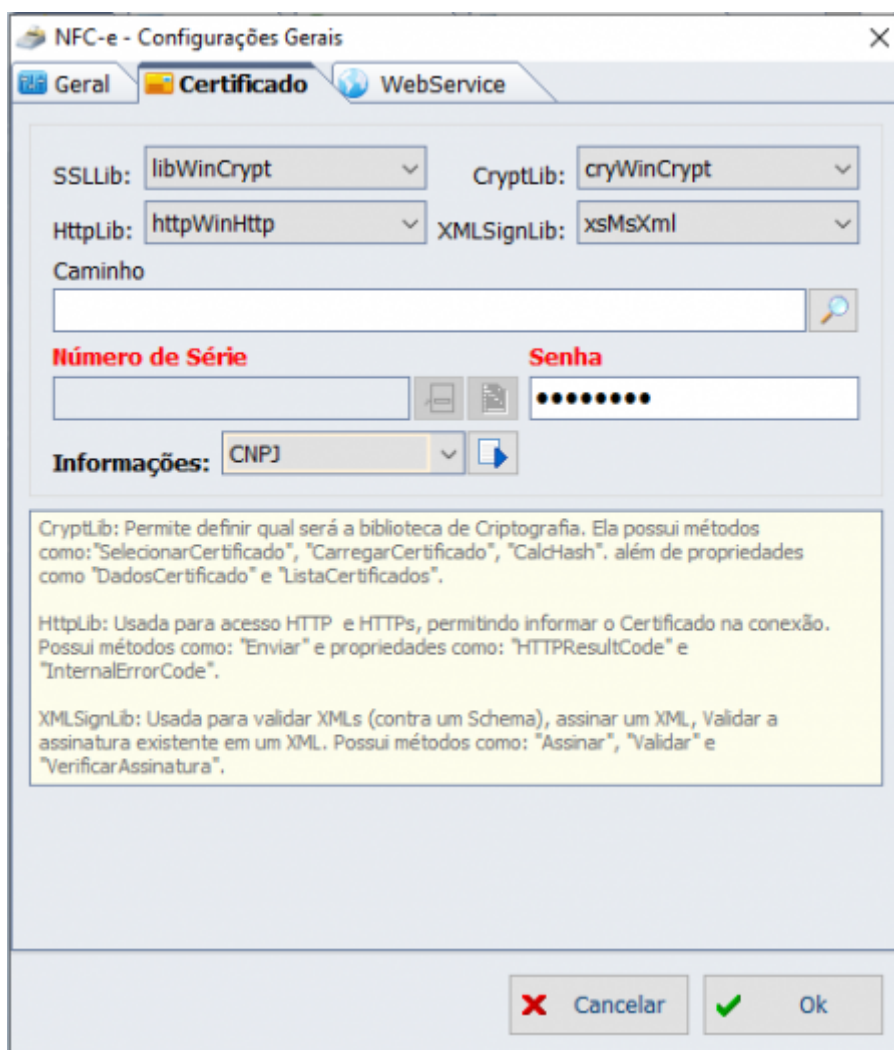 NFC-e - Configurações Gerais
Geral Certificado WebService
SSLLib: libWinCrypt CryptLib: cryWinCrypt
HttpLib: httpWinHttp XMLSignLib: xsMsXml
Caminho
Número de Série Senha
••••••••
Informações: CNPJ
CryptLib: Permite definir qual será a biblioteca de Criptografia. Ela possui métodos
como:"SelecionarCertificado", "CarregarCertificado", "CalcHash". além de propriedades
como "DadosCertificado" e "ListaCertificados".
HttpLib: Usada para acesso HTTP e HTTPs, permitindo informar o Certificado na conexão.
Possui métodos como: "Enviar" e propriedades como: "HTTPResultCode" e
"InternalErrorCode".
XMLSignLib: Usada para validar XMLs (contra um Schema), assinar um XML, Validar a
assinatura existente em um XML. Possui métodos como: "Assinar", "Validar" e
"VerificarAssinatura".
Cancelar Ok